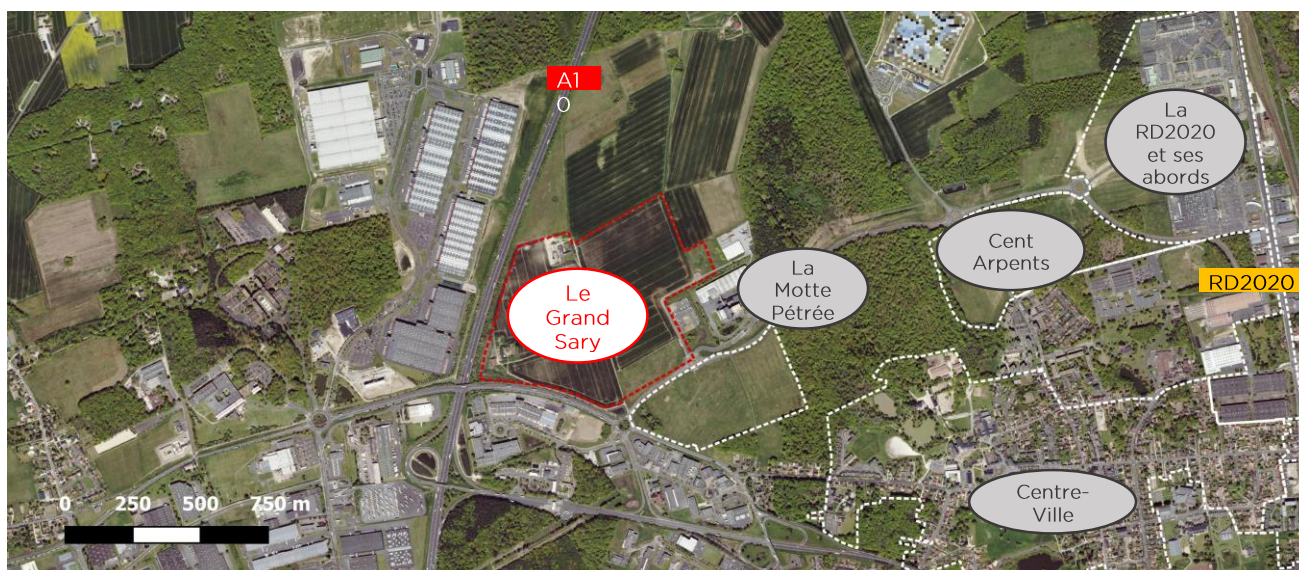 A1
0
La
RD2020
et ses
abords
Cent
Arpents
La
Motte
Pétrée
RD2020
Le
Grand
Sary
Centre-
Ville
0 250 500 750 m